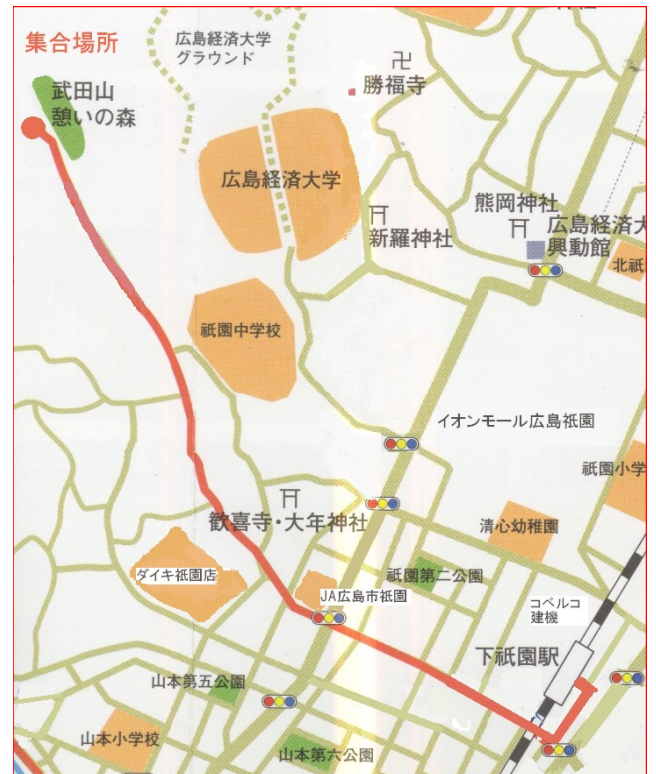 集合場所
広島経済大学
グラウンド
卍
勝福寺
武田山
憩いの森
広島経済大学
新羅神社
熊岡神社
広島経済大
興動館
北祇
祇園中学校
イオンモール広島祇園
祇園小学
歓喜寺・大年神社
清心幼稚園
ダイキ祇園店
祇園第二公園
JA広島市祇園
コベルコ
建機
下祇園駅
山本第五公園
山本小学校
山本第六公園